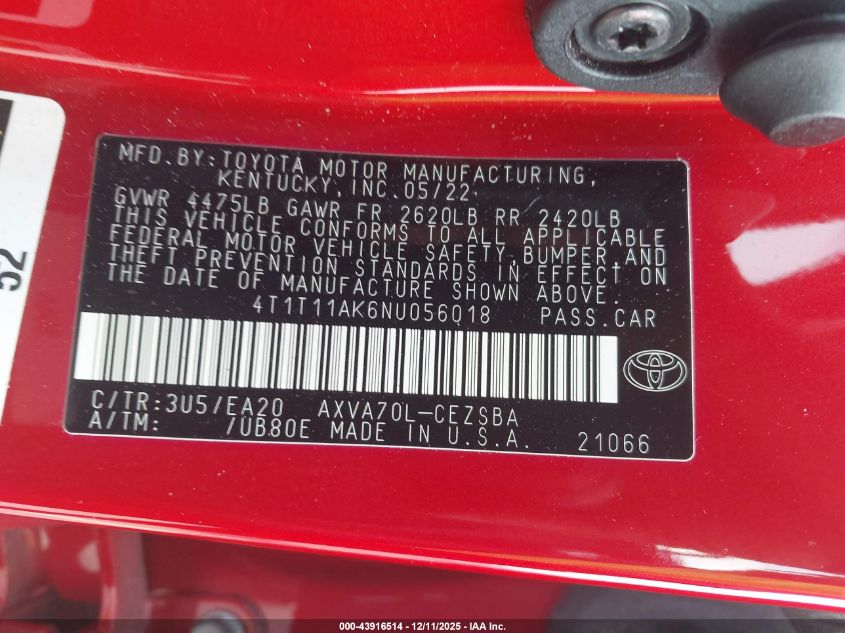 MFD.BY:TOYOTA MOTOR MANUFACTURING,
KENTUCKY,INC.05/22
GVWR 4475LB GAWR FR 2620LB RR 2420LB
THIS VEHICLE CONFORMS TO ALL APPLICABLE
FEDERAL MOTOR VEHICLE SAFETY,BUMPER,AND
THEFT PREVENTION STANDARDS IN EFFECT ON
THE DATE OF MANUFACTURE SHOWN ABOVE.
4T1T11AK6NU056018 PASS.CAR
C/TR:3U5/EA20 AXVA70L-CEZSBA
A/TM: /UB80E MADE IN U.S.A. 21066
52
000-43916514 - 12/11/2025 - IAA Inc.